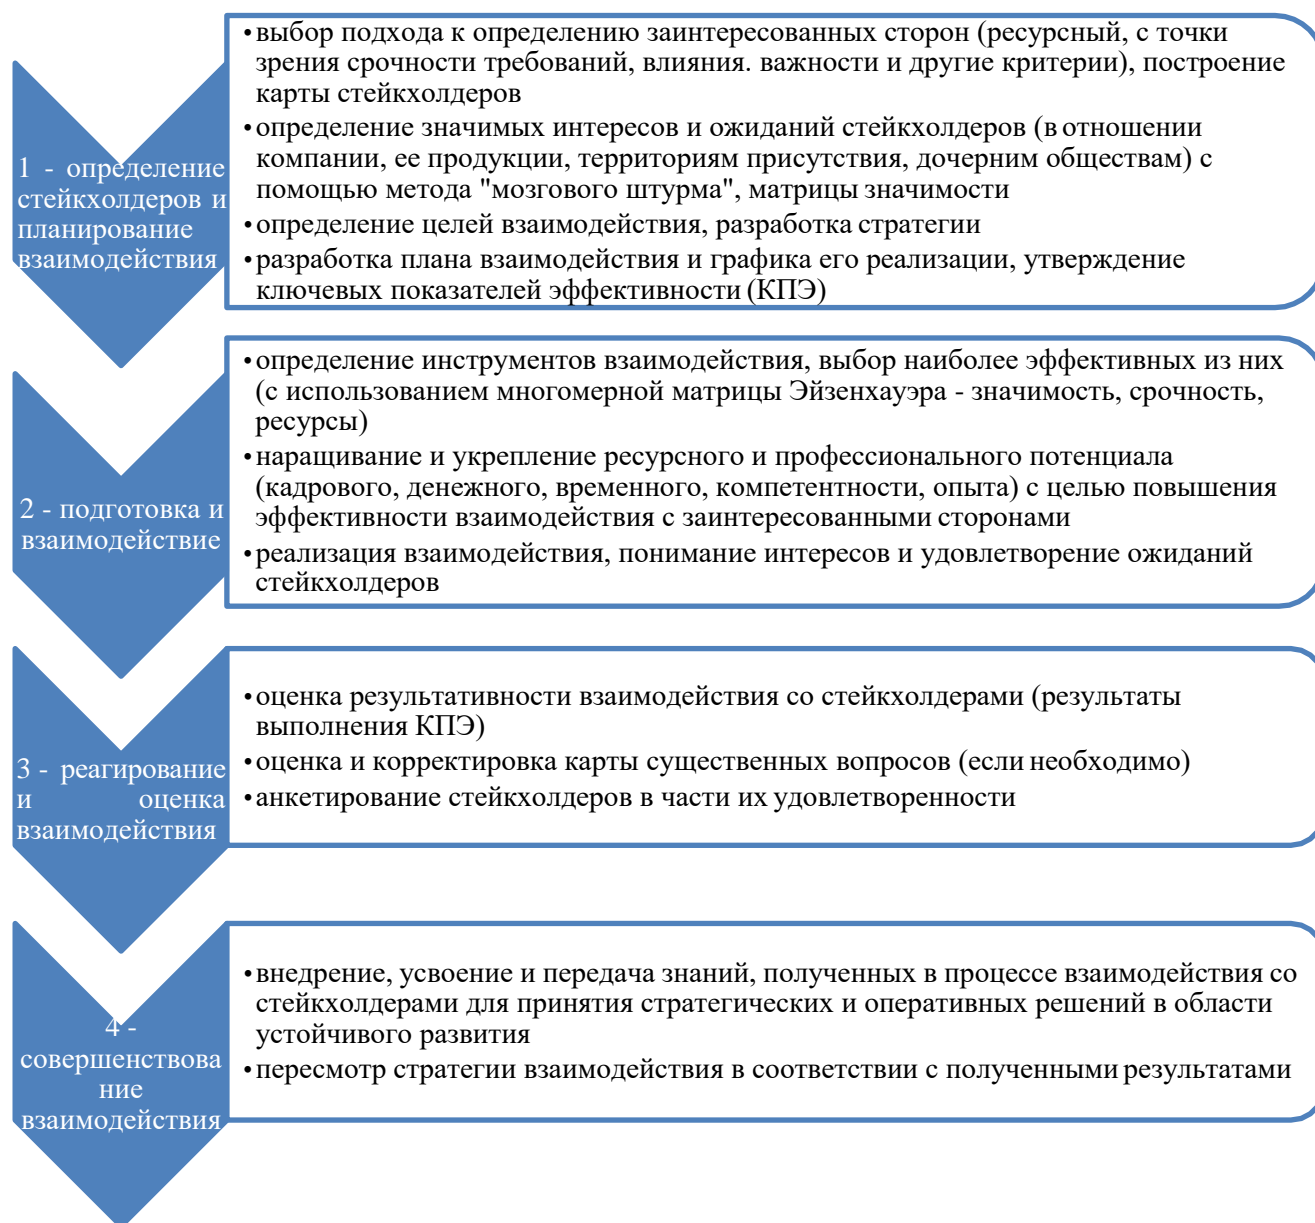 1 - определение
стейкхолдеров и
планирование
взаимодействия
•выбор подхода к определению заинтересованных сторон (ресурсный, с точки
зрения срочности требований, влияния. важности и другие критерии), построение
карты стейкхолдеров
•определение значимых интересов и ожиданий стейкхолдеров (в отношении
компании, ее продукции, территориям присутствия, дочерним обществам) с
помощью метода "мозгового штурма", матрицы значимости
•определение целей взаимодействия, разработка стратегии
•разработка плана взаимодействия и графика его реализации, утверждение
ключевых показателей эффективности (КПЭ)
2 - подготовка и
взаимодействие
•определение инструментов взаимодействия, выбор наиболее эффективных из них
(с использованием многомерной матрицы Эйзенхауэра - значимость, срочность,
ресурсы)
•наращивание и укрепление ресурсного и профессионального потенциала
(кадрового, денежного, временного, компетентности, опыта) с целью повышения
эффективности взаимодействия с заинтересованными сторонами
•реализация взаимодействия, понимание интересов и удовлетворение ожиданий
стейкхолдеров
3 - реагирование
и оценка
взаимодействия
•оценка результативности взаимодействия со стейкхолдерами (результаты
выполнения КПЭ)
•оценка и корректировка карты существенных вопросов (если необходимо)
•анкетирование стейкхолдеров в части их удовлетворенности
4 -
совершенствова
ние
взаимодействия
•внедрение, усвоение и передача знаний, полученных в процессе взаимодействия со
стейкхолдерами для принятия стратегических и оперативных решений в области
устойчивого развития
•пересмотр стратегии взаимодействия в соответствии с полученными результатами